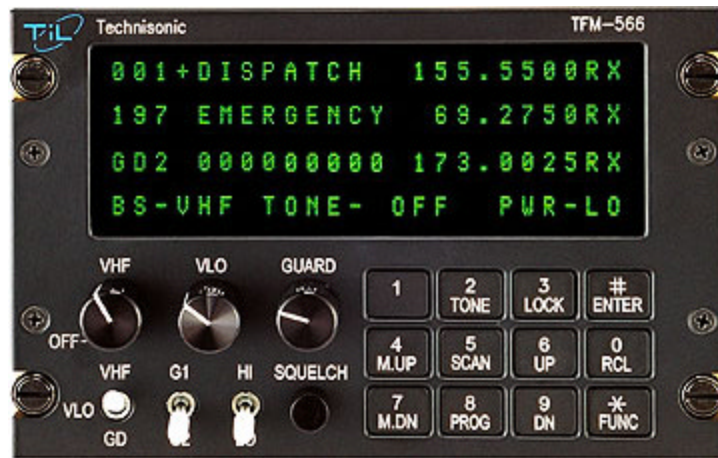 TiL Technisonic TFM-566
001+DISPATCH 155.5500RX
197 EMERGENCY 69.2750RX
GD2 000000000 173.0025RX
BS-VHF TONE- OFF PWR-LO
VHF VLO GUARD
OFF-
1
2 TONE
3 LOCK
# ENTER
4 M.UP
5 SCAN
6 UP
0 RCL
7 M.DN
8 PROG
9 DN
* FUNC
VHF G1 HI SQUELCH
VLO
GD